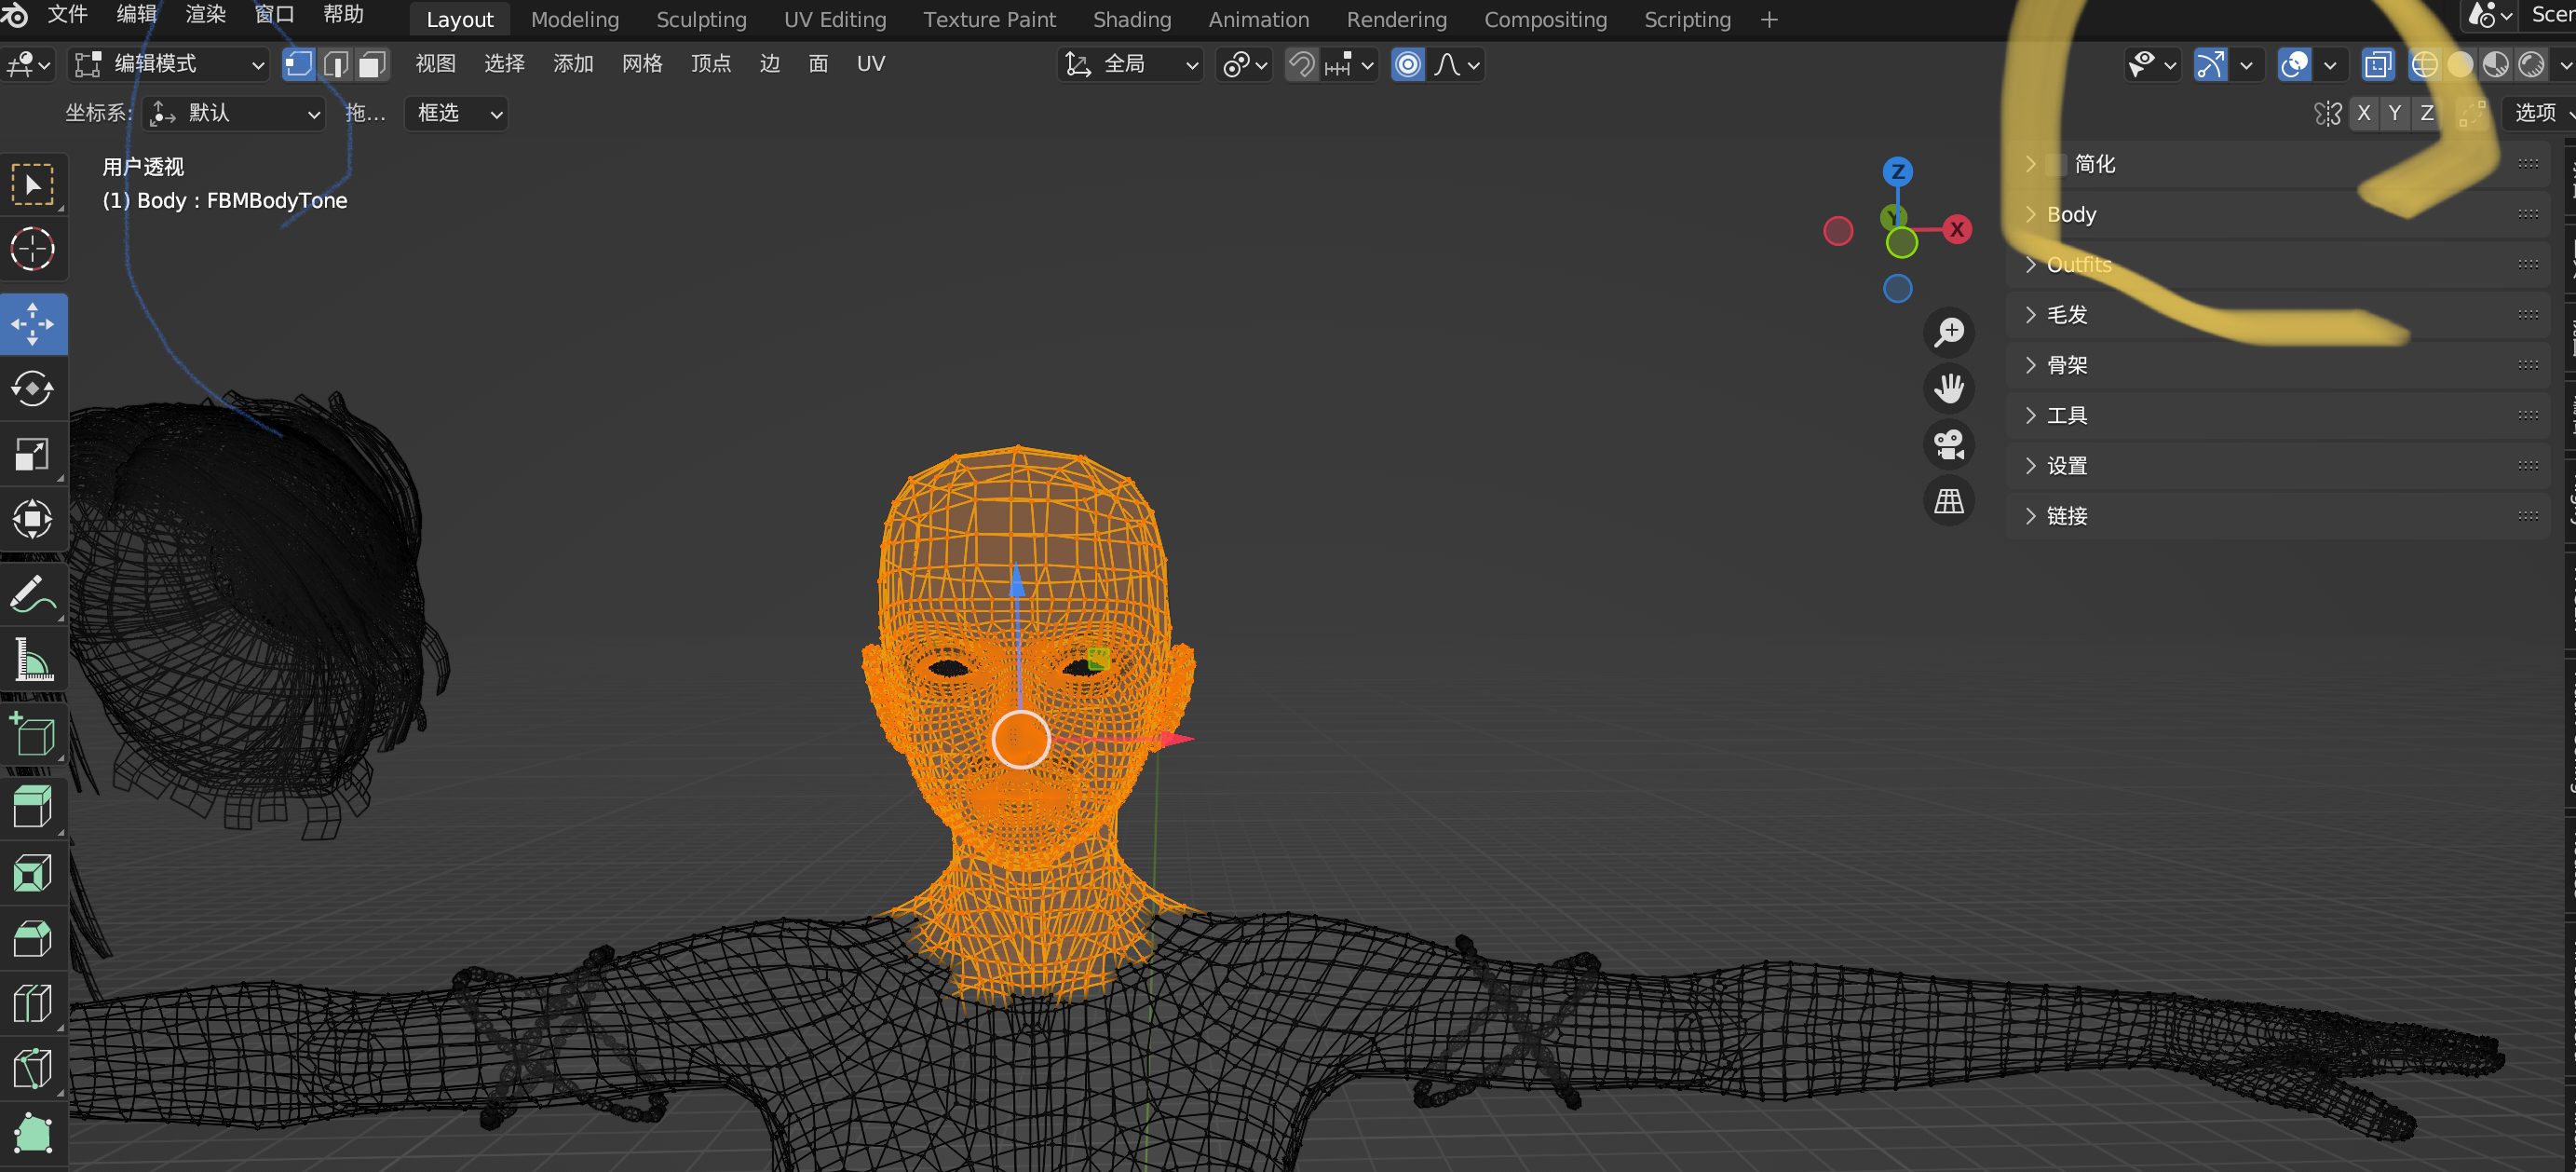 文件 编辑 渲染 窗口 帮助 Layout Modeling Sculpting UV Editing Texture Paint Shading Animation Rendering Compositing Scripting + Scen
编辑模式 视图 选择 添加 网格 顶点 边 面 UV 全局
坐标系: 默认 拖... 框选 X Y Z 选项
用户透视
(1) Body : FBMBodyTone
Z
Y
X
简化
Body
Outfits
毛发
骨架
工具
设置
链接